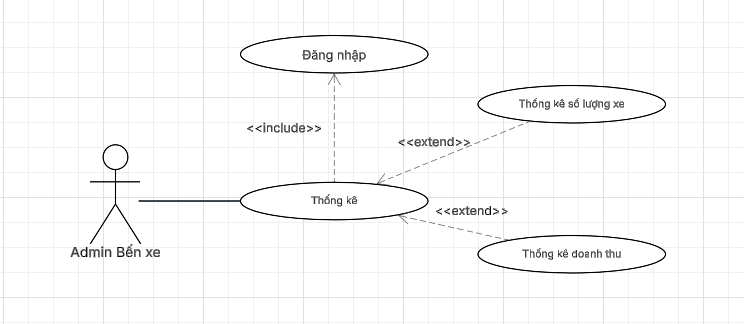 Đăng nhập
Thống kê số lượng xe
<<include>>
<<extend>>
Thống kê
<<extend>>
Admin Bến xe
Thống kê doanh thu